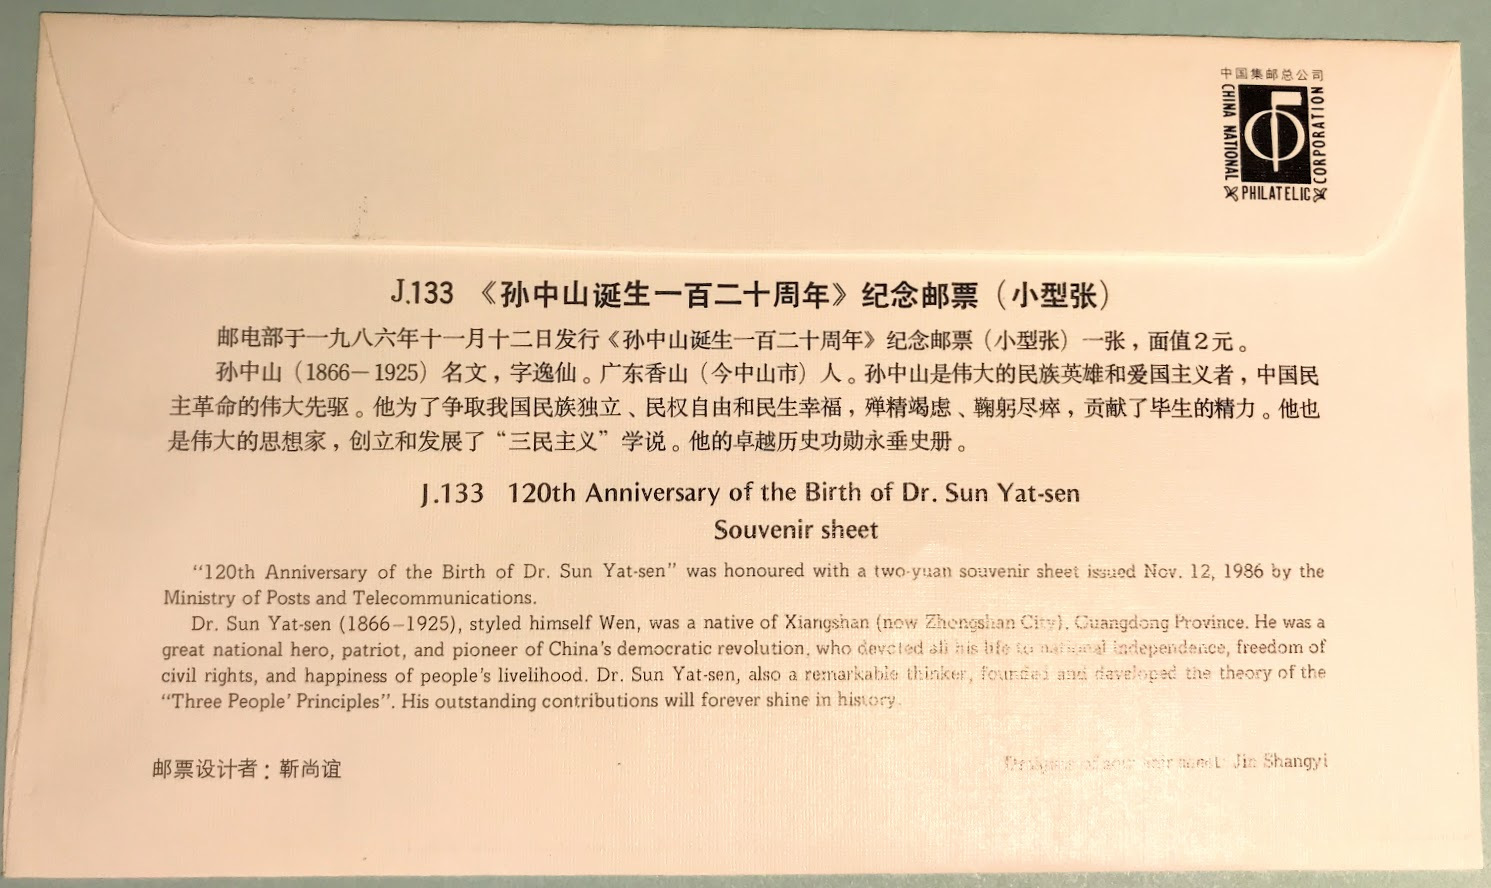 中国集邮总公司
CHINA NATIONAL
PHILATELIC
CORPORATION
J.133 《孙中山诞生一百二十周年》纪念邮票（小型张）
邮电部于一九八六年十一月十二日发行《孙中山诞生一百二十周年》纪念邮票（小型张）一张，面值2元。
孙中山（1866—1925）名文，字逸仙。广东香山（今中山市）人。孙中山是伟大的民族英雄和爱国主义者，中国民
主革命的伟大先驱。他为了争取我国民族独立、民权自由和民生幸福，殚精竭虑、鞠躬尽瘁，贡献了毕生的精力。他也
是伟大的思想家，创立和发展了“三民主义”学说。他的卓越历史功勋永垂史册。
J.133 120th Anniversary of the Birth of Dr. Sun Yat-sen
Souvenir sheet
“120th Anniversary of the Birth of Dr. Sun Yat-sen” was honoured with a two-yuan souvenir sheet issued Nov. 12, 1986 by the
Ministry of Posts and Telecommunications.
Dr. Sun Yat-sen (1866–1925), styled himself Wen, was a native of Xiangshan (now Zhongshan City), Guangdong Province. He was a
great national hero, patriot, and pioneer of China’s democratic revolution, who devoted all his life to national independence, freedom of
civil rights, and happiness of people’s livelihood. Dr. Sun Yat-sen, also a remarkable thinker, founded and developed the theory of the
“Three People’ Principles”. His outstanding contributions will forever shine in history.
邮票设计者：靳尚谊
Designer of souvenir sheet: Jin Shangyi